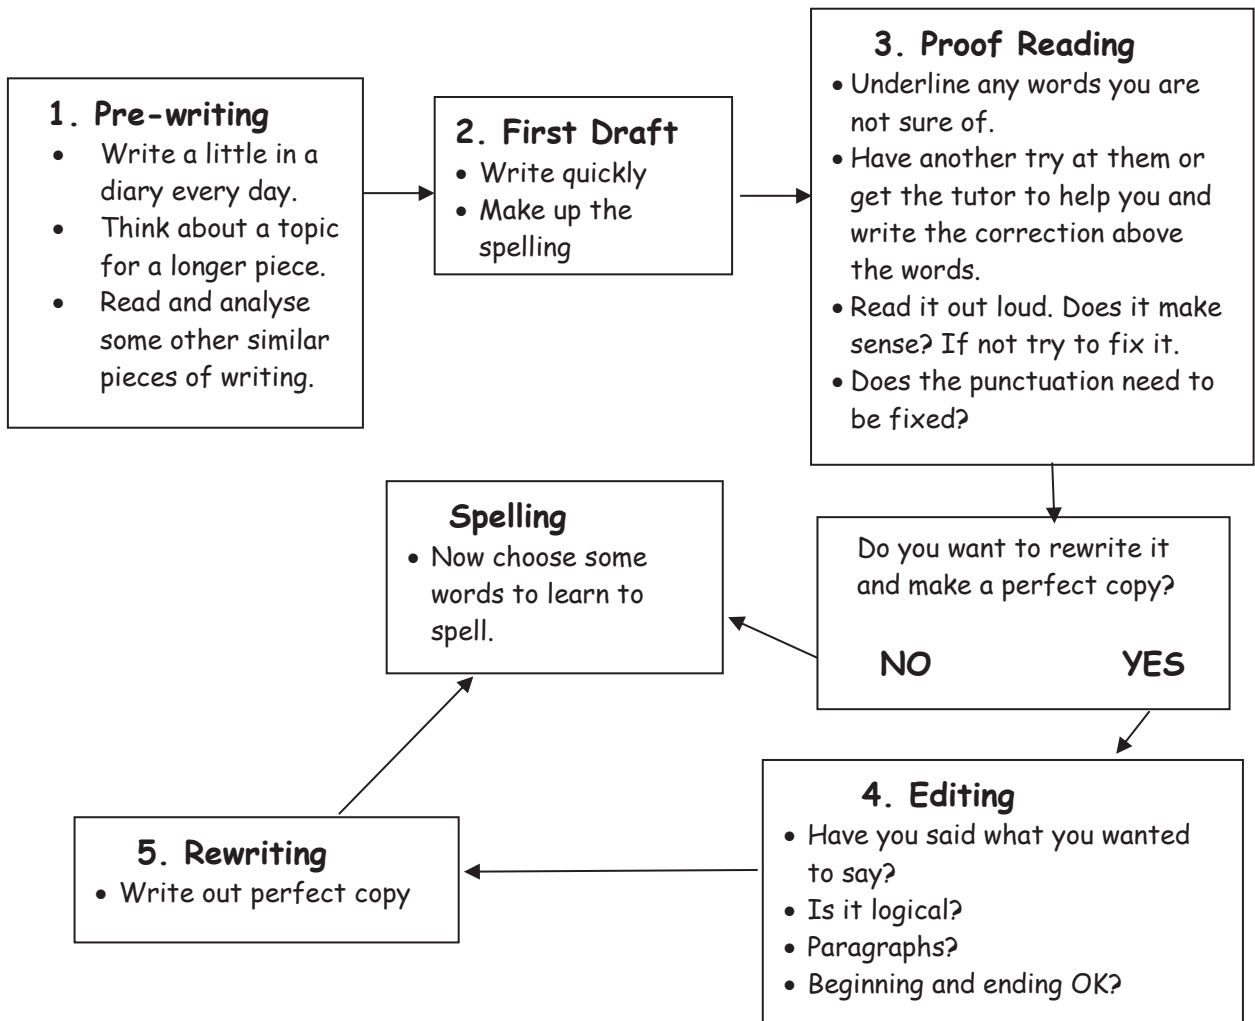 1. Pre-writing
• Write a little in a
diary every day.
• Think about a topic
for a longer piece.
• Read and analyse
some other similar
pieces of writing.
2. First Draft
• Write quickly
• Make up the
spelling
3. Proof Reading
• Underline any words you are
not sure of.
• Have another try at them or
get the tutor to help you and
write the correction above
the words.
• Read it out loud. Does it make
sense? If not try to fix it.
• Does the punctuation need to
be fixed?
Do you want to rewrite it
and make a perfect copy?
NO YES
Spelling
• Now choose some
words to learn to
spell.
4. Editing
• Have you said what you wanted
to say?
• Is it logical?
• Paragraphs?
• Beginning and ending OK?
5. Rewriting
• Write out perfect copy